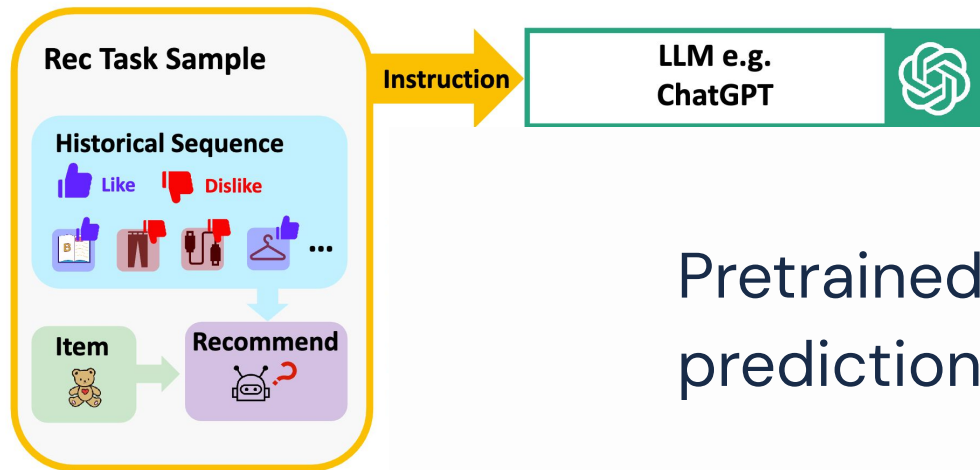 Rec Task Sample
Instruction
LLM e.g.
ChatGPT
Historical Sequence
Like
Dislike
B
...
Item
Recommend
?
Pretrained
prediction